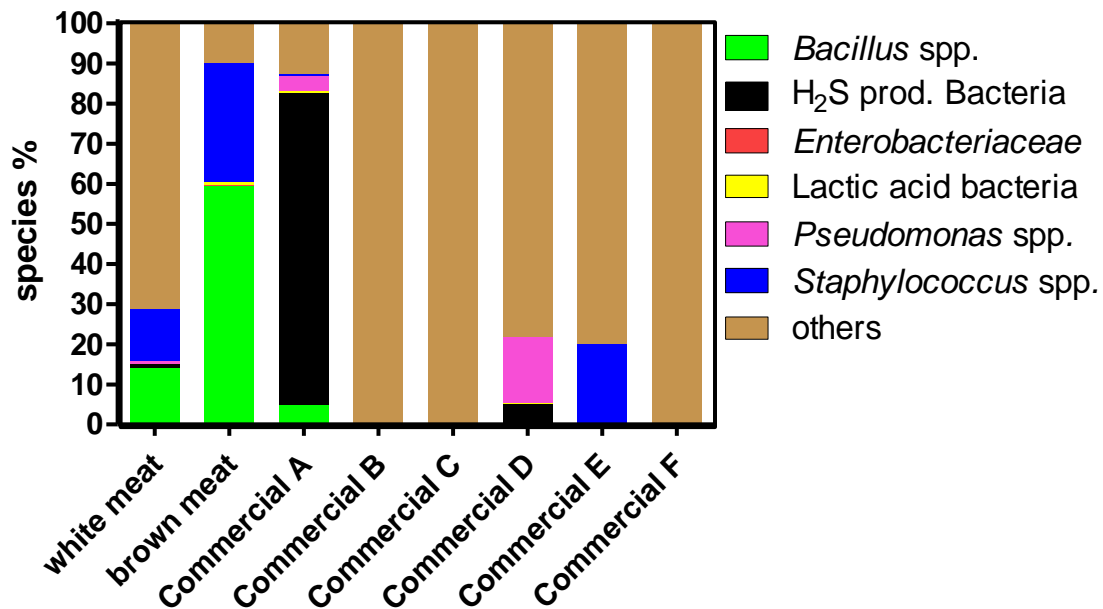 species %
100
90
80
70
60
50
40
30
20
10
0
white meat
brown meat
Commercial A
Commercial B
Commercial C
Commercial D
Commercial E
Commercial F
Bacillus spp.
H₂S prod. Bacteria
Enterobacteriaceae
Lactic acid bacteria
Pseudomonas spp.
Staphylococcus spp.
others